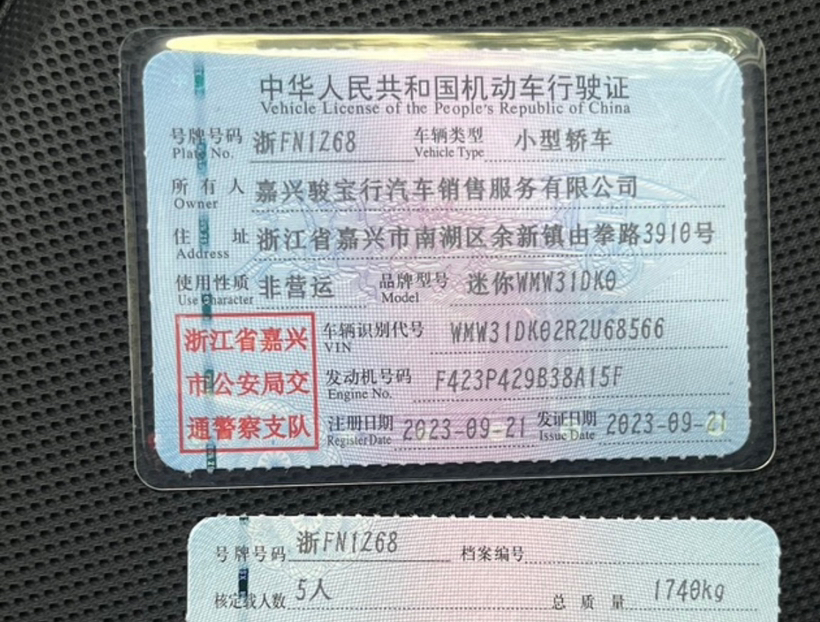 中华人民共和国机动车行驶证
Vehicle License of the People's Republic of China
号牌号码 浙FN1Z68 车辆类型 小型轿车
Plate No. Vehicle Type
所有人 嘉兴骏宝行汽车销售服务有限公司
Owner
住址 浙江省嘉兴市南湖区余新镇由拳路3910号
Address
使用性质 非营运 品牌型号 迷你WMW31DK0
Use Character Model
浙江省嘉兴
市公安局交
通警察支队
车辆识别代号 WMW31DK02R2U68566
VIN
发动机号码 F423P429B38A15F
Engine No.
注册日期 2023-09-21 发证日期 2023-09-21
Register Date Issue Date
号牌号码 浙FN1Z68 档案编号
核定载人数 5人 总质量 1740kg